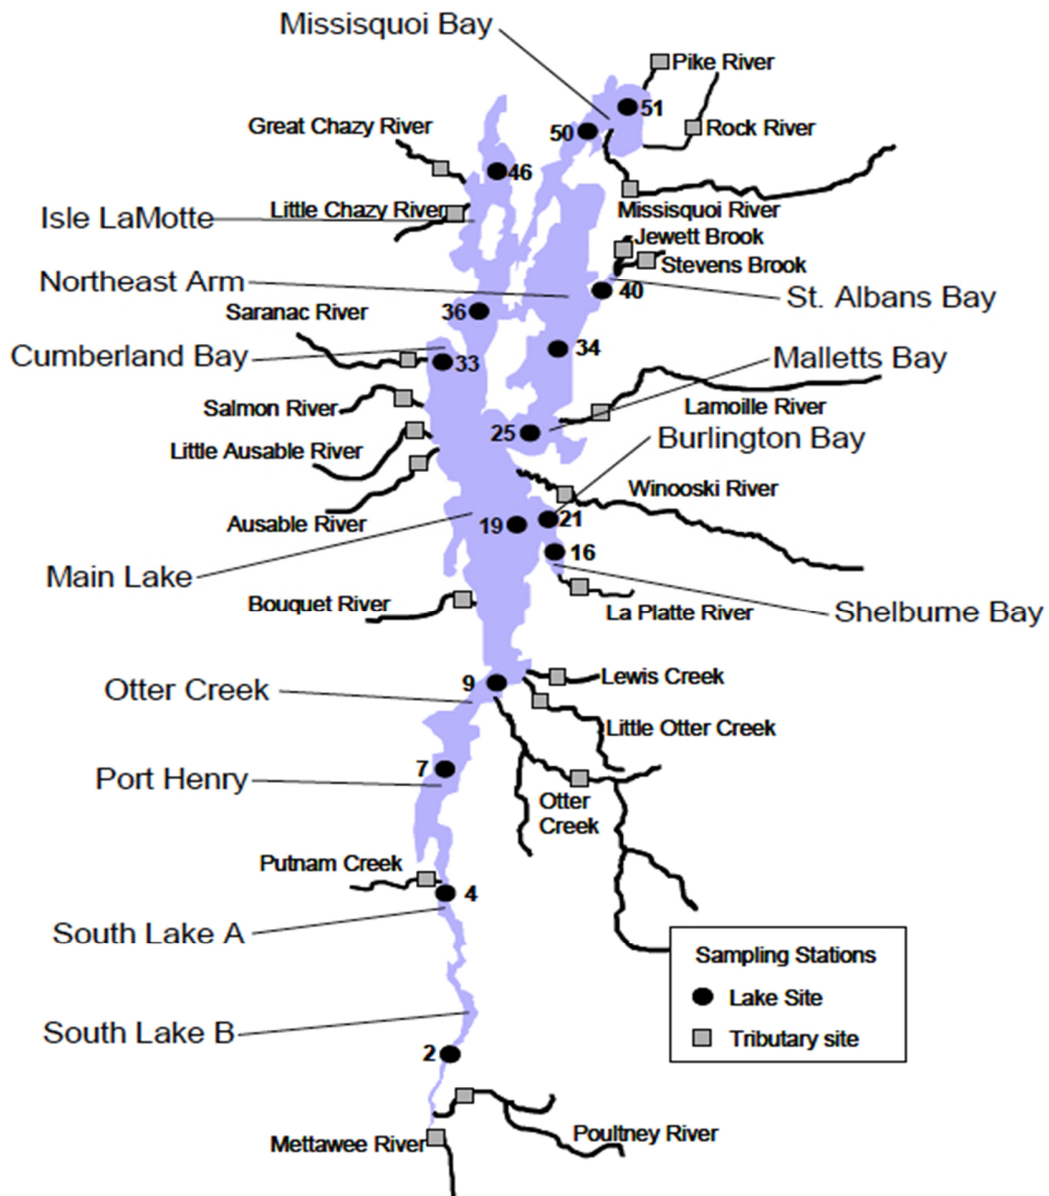 Missisquoi Bay
Pike River
51
Great Chazy River
50
Rock River
46
Isle LaMotte
Little Chazy River
Missisquoi River
Jewett Brook
Stevens Brook
Northeast Arm
40
St. Albans Bay
Saranac River
36
34
Cumberland Bay
33
Malletts Bay
Salmon River
Lamoille River
25
Burlington Bay
Little Ausable River
Winooski River
Ausable River
19
21
16
Main Lake
Bouquet River
La Platte River
Shelburne Bay
Lewis Creek
9
Otter Creek
Little Otter Creek
7
Port Henry
Otter
Creek
Putnam Creek
4
South Lake A
Sampling Stations
Lake Site
Tributary site
South Lake B
2
Mettawee River
Poultney River